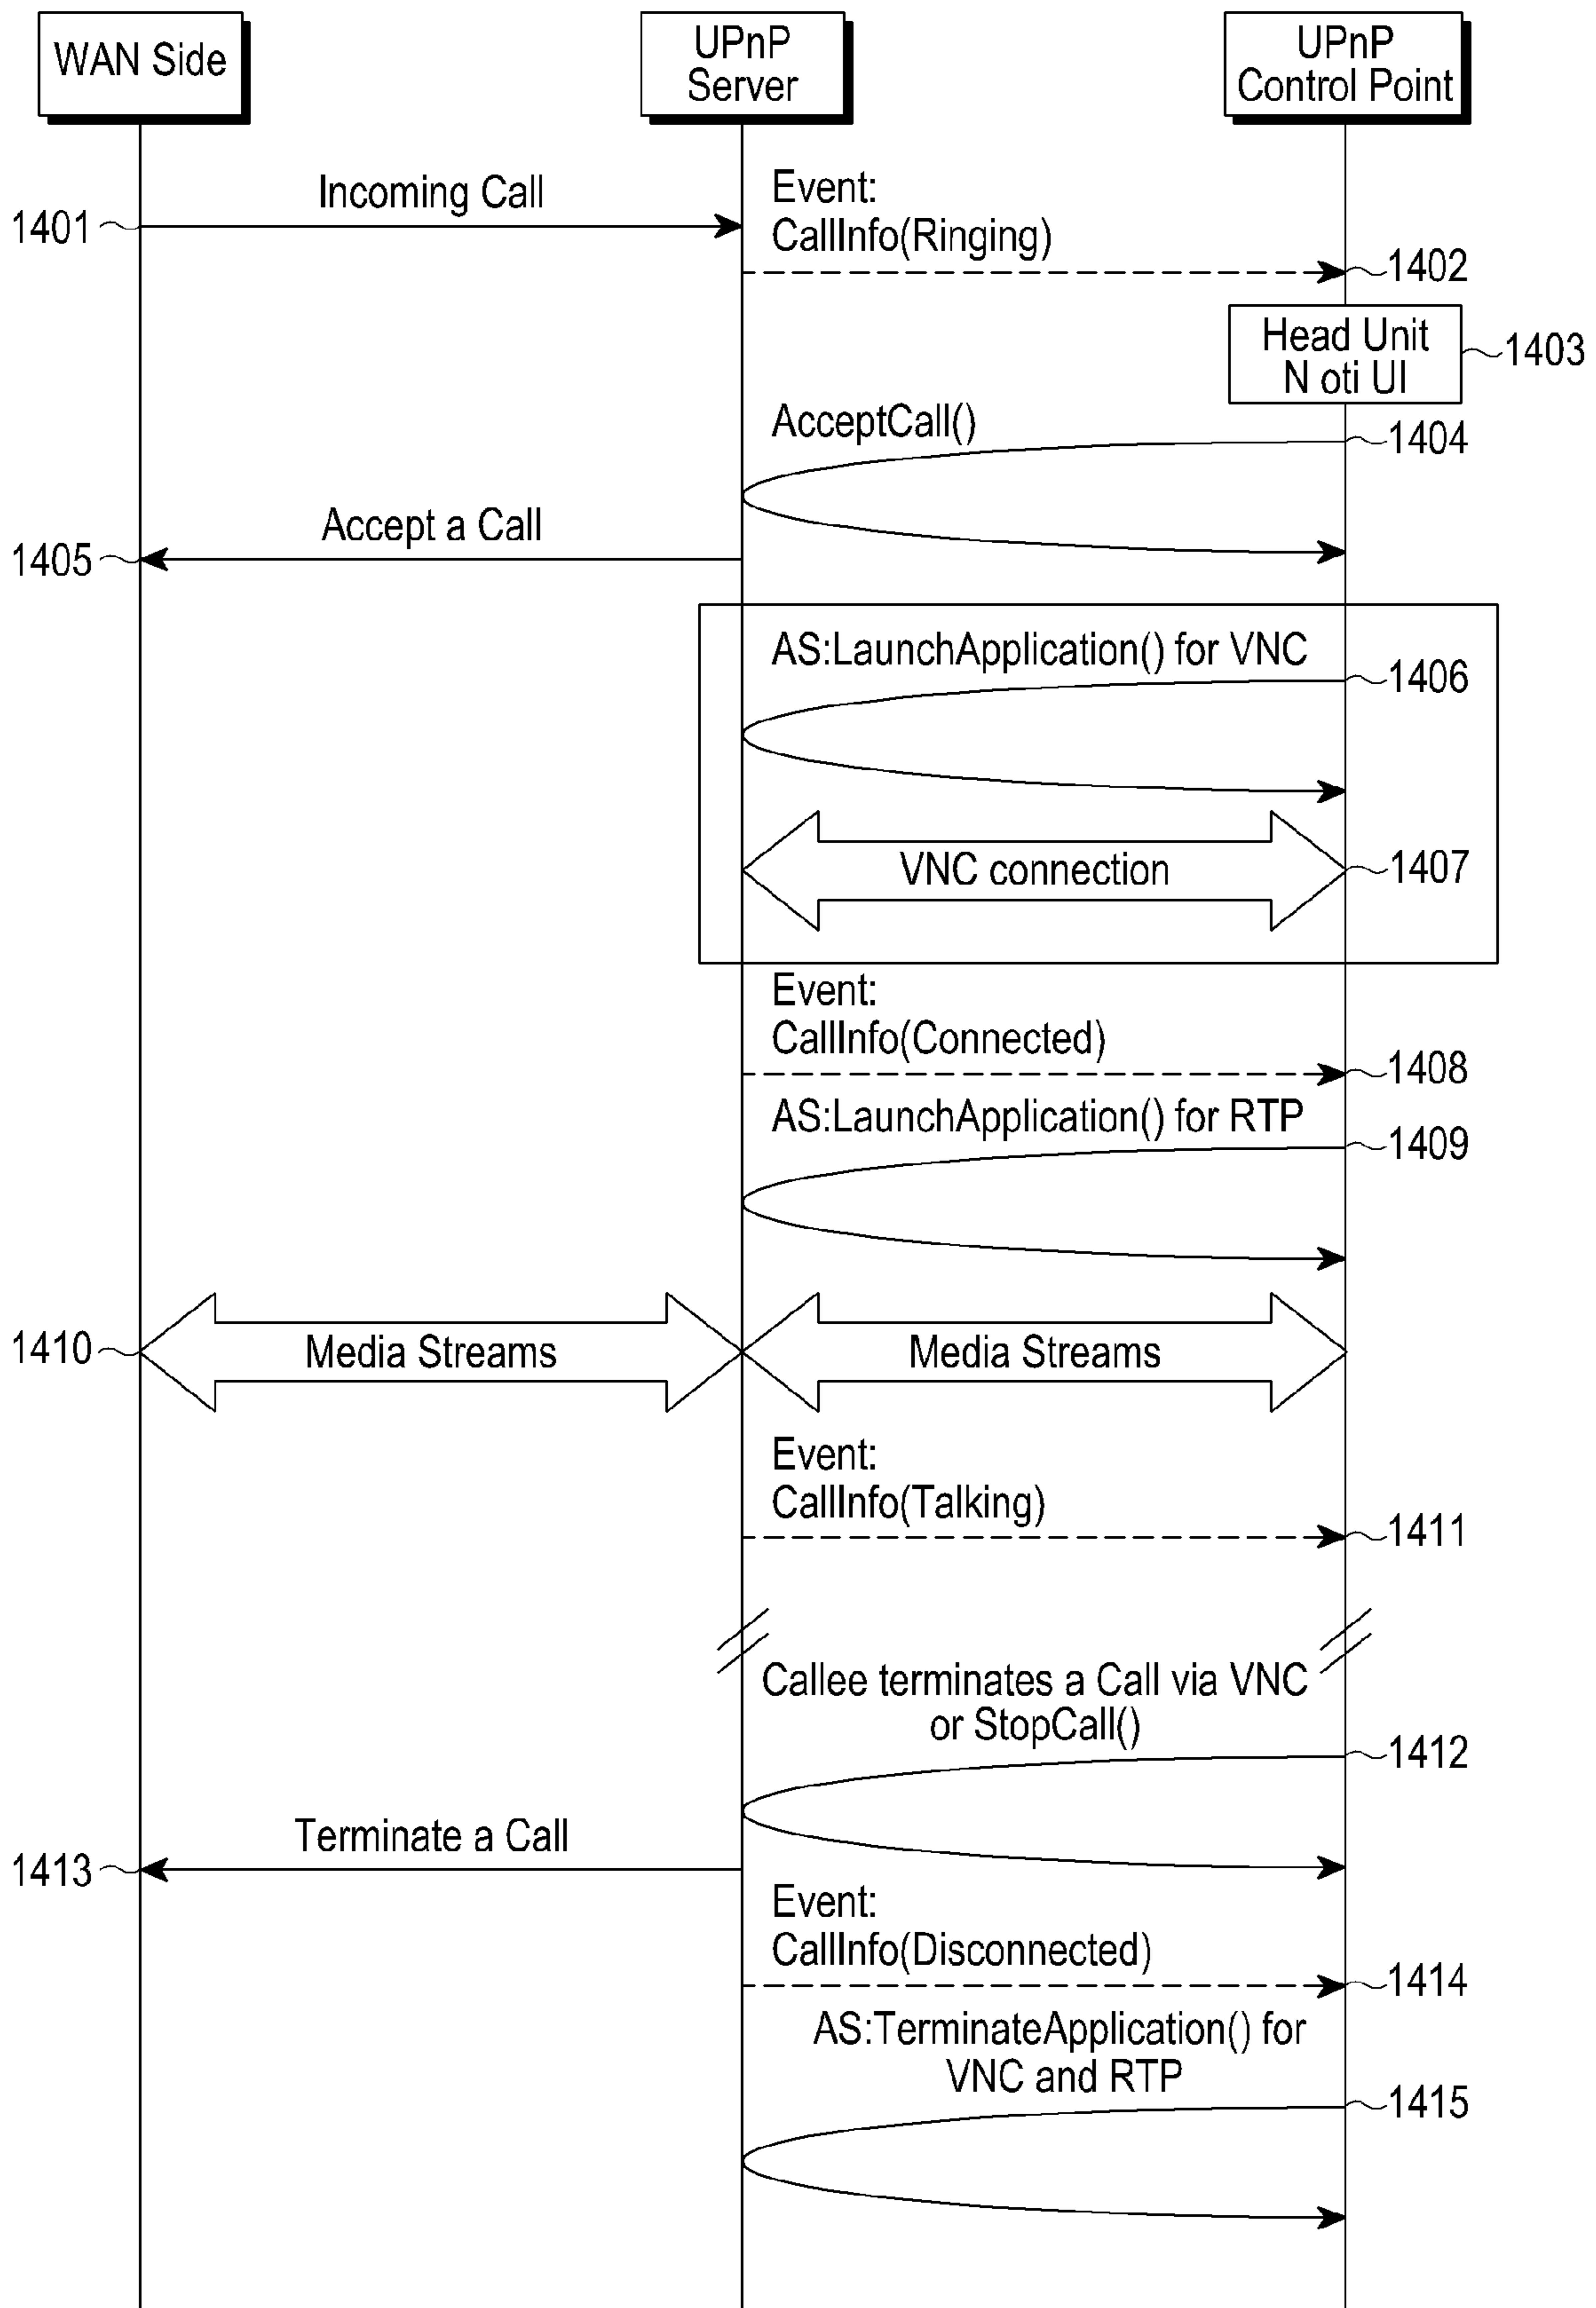 WAN Side
UPnP
Server
UPnP
Control Point
Incoming Call
1401
Event:
CallInfo(Ringing)
1402
Head Unit
N oti UI
1403
AcceptCall()
1404
Accept a Call
1405
AS:LaunchApplication() for VNC
1406
VNC connection
1407
Event:
CallInfo(Connected)
1408
AS:LaunchApplication() for RTP
1409
1410
Media Streams
Media Streams
Event:
CallInfo(Talking)
1411
Callee terminates a Call via VNC
or StopCall()
1412
Terminate a Call
1413
Event:
CallInfo(Disconnected)
1414
AS:TerminateApplication() for
VNC and RTP
1415